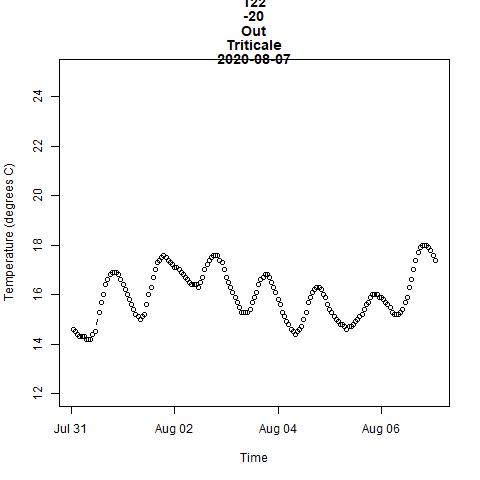 122
-20
Out
Triticale
2020-08-07
Temperature (degrees C)
24
22
20
18
16
14
12
Jul 31
Aug 02
Aug 04
Aug 06
Time